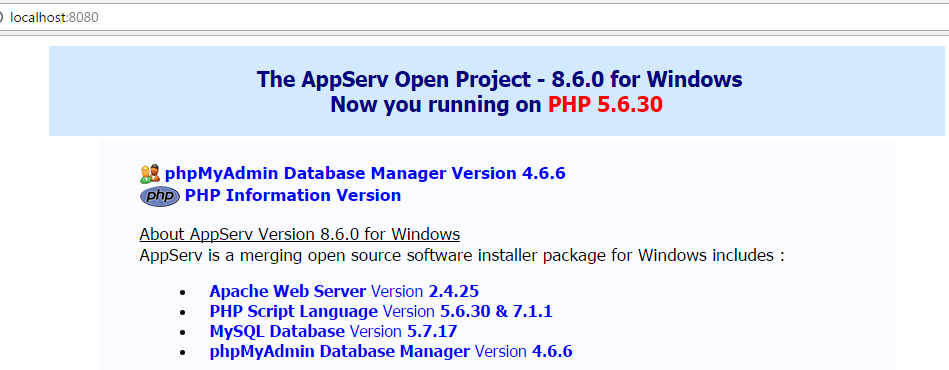 localhost:8080
The AppServ Open Project - 8.6.0 for Windows
Now you running on PHP 5.6.30
phpMyAdmin Database Manager Version 4.6.6
php PHP Information Version
About AppServ Version 8.6.0 for Windows
AppServ is a merging open source software installer package for Windows includes :
• Apache Web Server Version 2.4.25
• PHP Script Language Version 5.6.30 & 7.1.1
• MySQL Database Version 5.7.17
• phpMyAdmin Database Manager Version 4.6.6